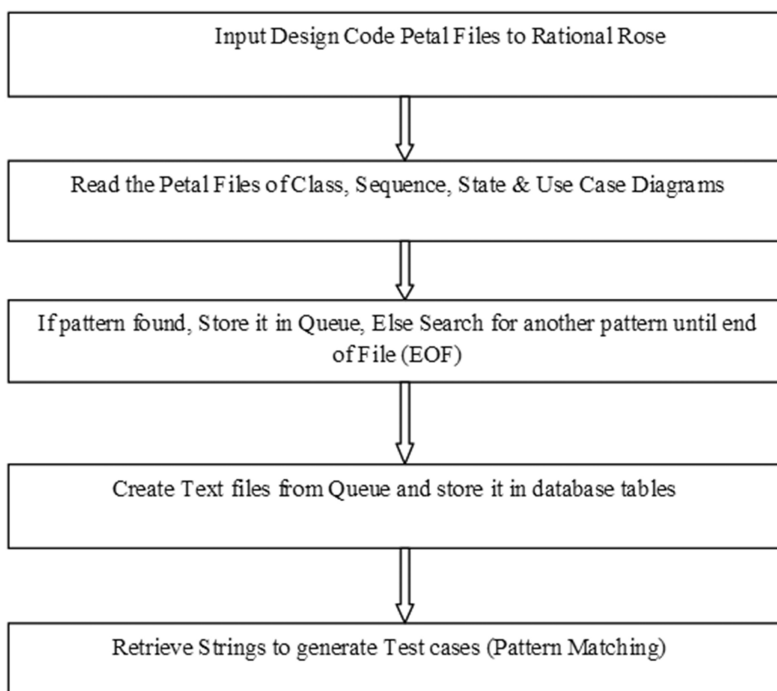 Input Design Code Petal Files to Rational Rose
Read the Petal Files of Class, Sequence, State & Use Case Diagrams
If pattern found, Store it in Queue, Else Search for another pattern until end
of File (EOF)
Create Text files from Queue and store it in database tables
Retrieve Strings to generate Test cases (Pattern Matching)